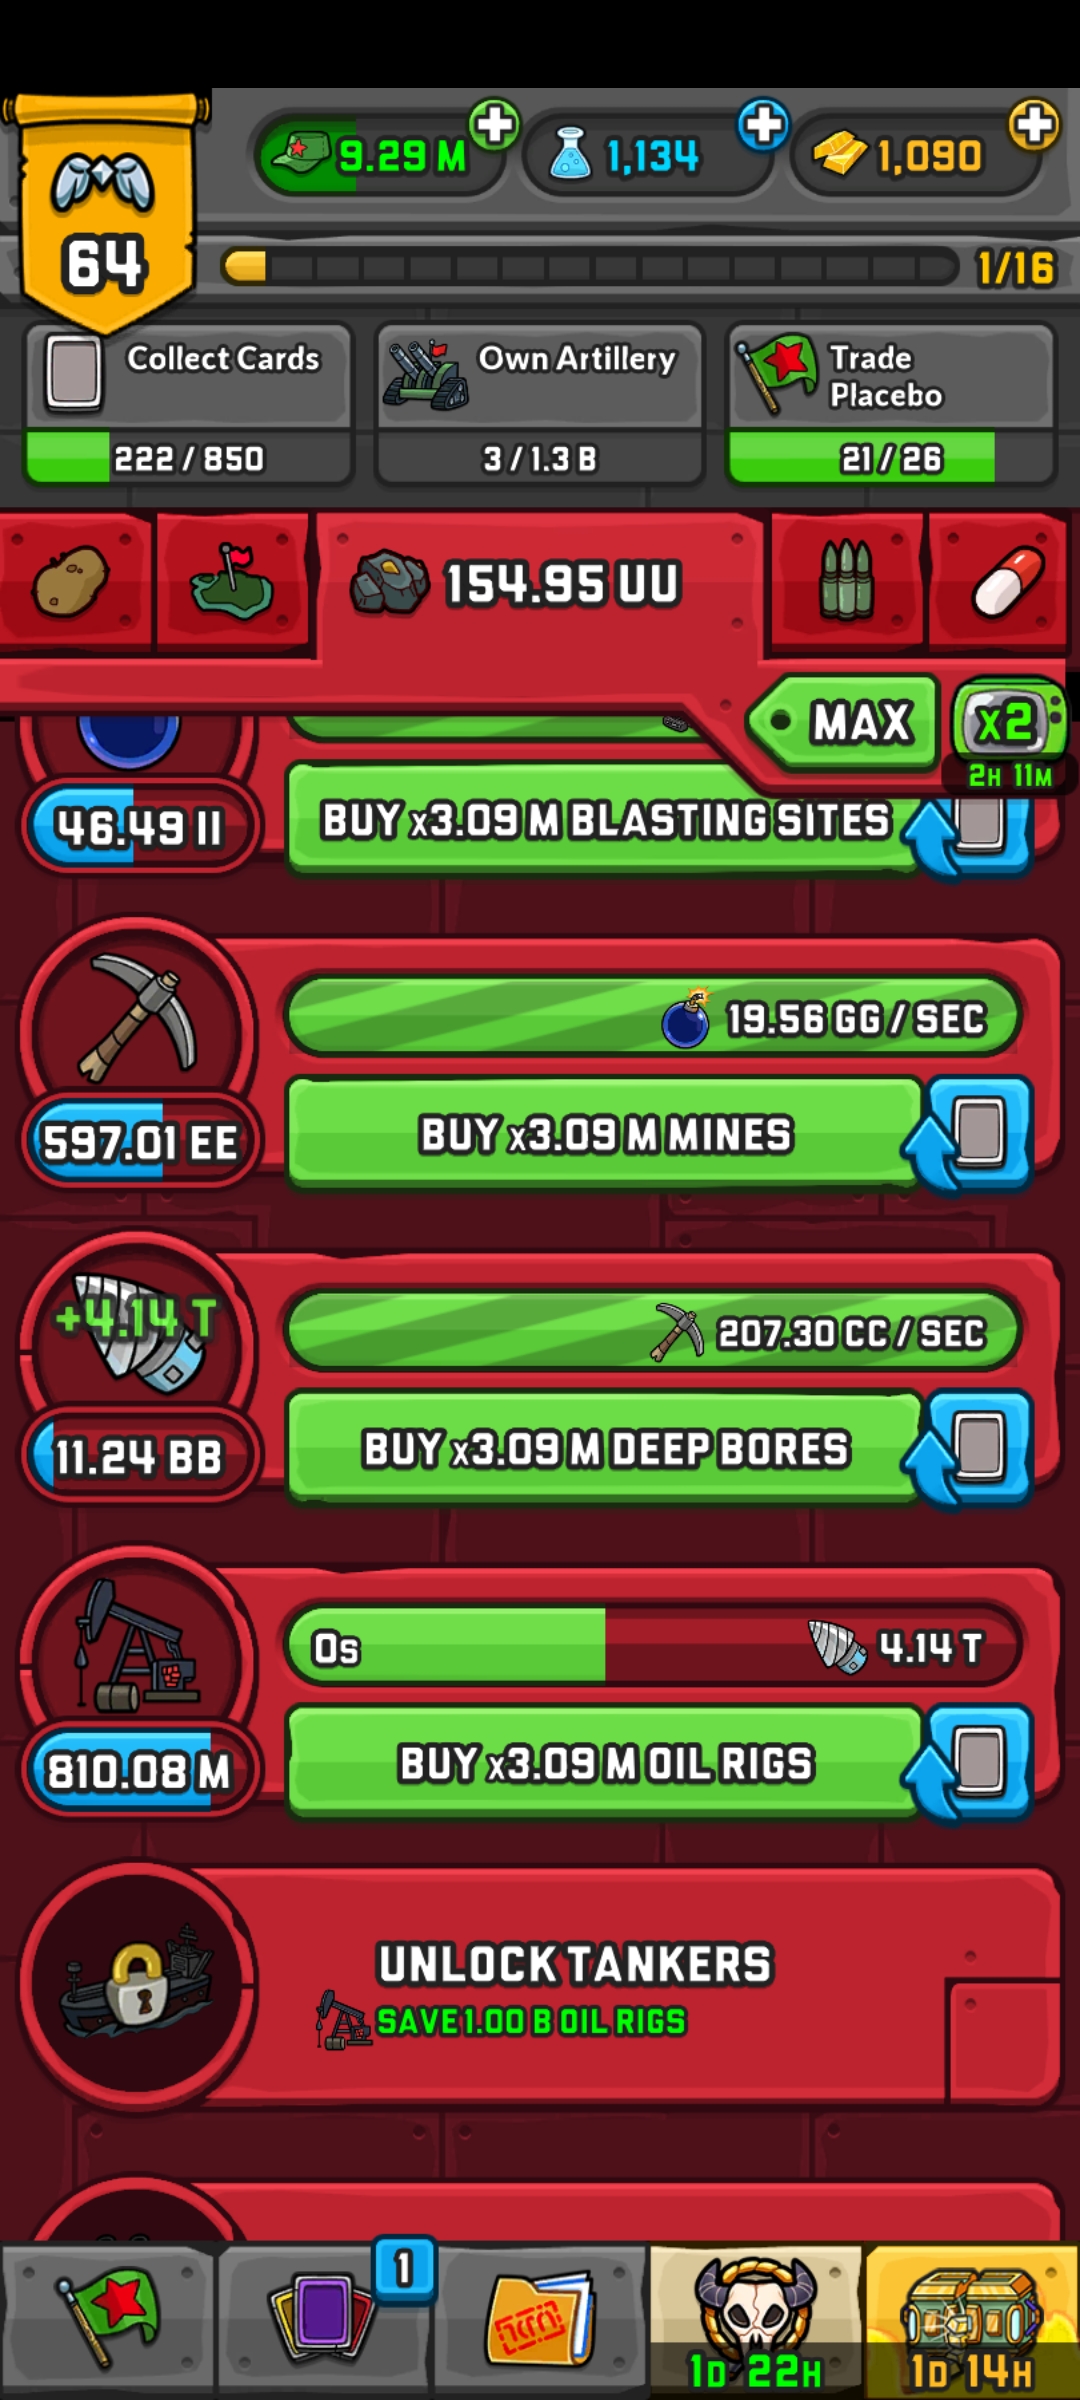 9.29 M
1,134
1,090
64
1/16
Collect Cards
222 / 850
Own Artillery
3 / 1.3 B
Trade
Placebo
21 / 26
154.95 UU
MAX
x2
2H 11M
46.49 II
BUY x3.09 M BLASTING SITES
19.56 GG / SEC
597.01 EE
BUY x3.09 M MINES
+4.14 T
207.30 CC / SEC
11.24 BB
BUY x3.09 M DEEP BORES
0s
4.14 T
810.08 M
BUY x3.09 M OIL RIGS
UNLOCK TANKERS
SAVE 1.00 B OIL RIGS
1
1D 22H
1D 14H